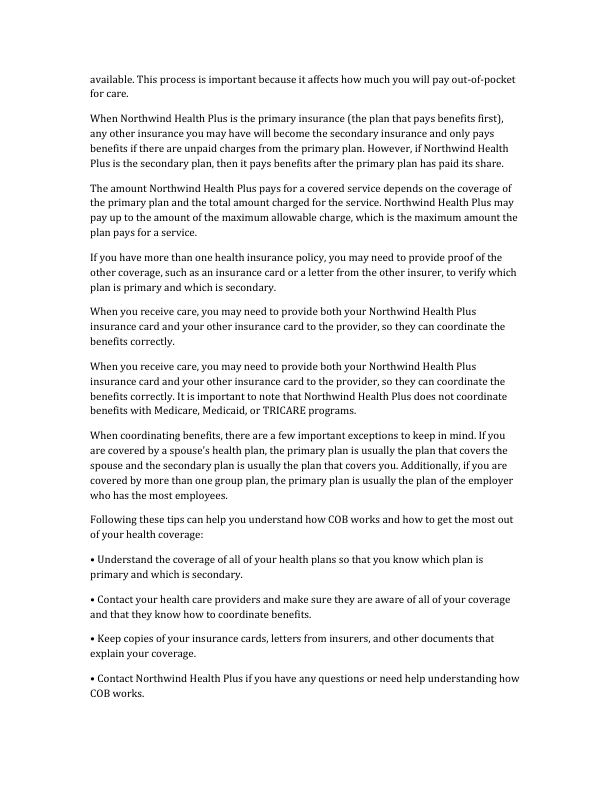 available. This process is important because it affects how much you will pay out-of-pocket
for care.
When Northwind Health Plus is the primary insurance (the plan that pays benefits first),
any other insurance you may have will become the secondary insurance and only pays
benefits if there are unpaid charges from the primary plan. However, if Northwind Health
Plus is the secondary plan, then it pays benefits after the primary plan has paid its share.
The amount Northwind Health Plus pays for a covered service depends on the coverage of
the primary plan and the total amount charged for the service. Northwind Health Plus may
pay up to the amount of the maximum allowable charge, which is the maximum amount the
plan pays for a service.
If you have more than one health insurance policy, you may need to provide proof of the
other coverage, such as an insurance card or a letter from the other insurer, to verify which
plan is primary and which is secondary.
When you receive care, you may need to provide both your Northwind Health Plus
insurance card and your other insurance card to the provider, so they can coordinate the
benefits correctly.
When you receive care, you may need to provide both your Northwind Health Plus
insurance card and your other insurance card to the provider, so they can coordinate the
benefits correctly. It is important to note that Northwind Health Plus does not coordinate
benefits with Medicare, Medicaid, or TRICARE programs.
When coordinating benefits, there are a few important exceptions to keep in mind. If you
are covered by a spouse's health plan, the primary plan is usually the plan that covers the
spouse and the secondary plan is usually the plan that covers you. Additionally, if you are
covered by more than one group plan, the primary plan is usually the plan of the employer
who has the most employees.
Following these tips can help you understand how COB works and how to get the most out
of your health coverage:
• Understand the coverage of all of your health plans so that you know which plan is
primary and which is secondary.
• Contact your health care providers and make sure they are aware of all of your coverage
and that they know how to coordinate benefits.
• Keep copies of your insurance cards, letters from insurers, and other documents that
explain your coverage.
• Contact Northwind Health Plus if you have any questions or need help understanding how
COB works.